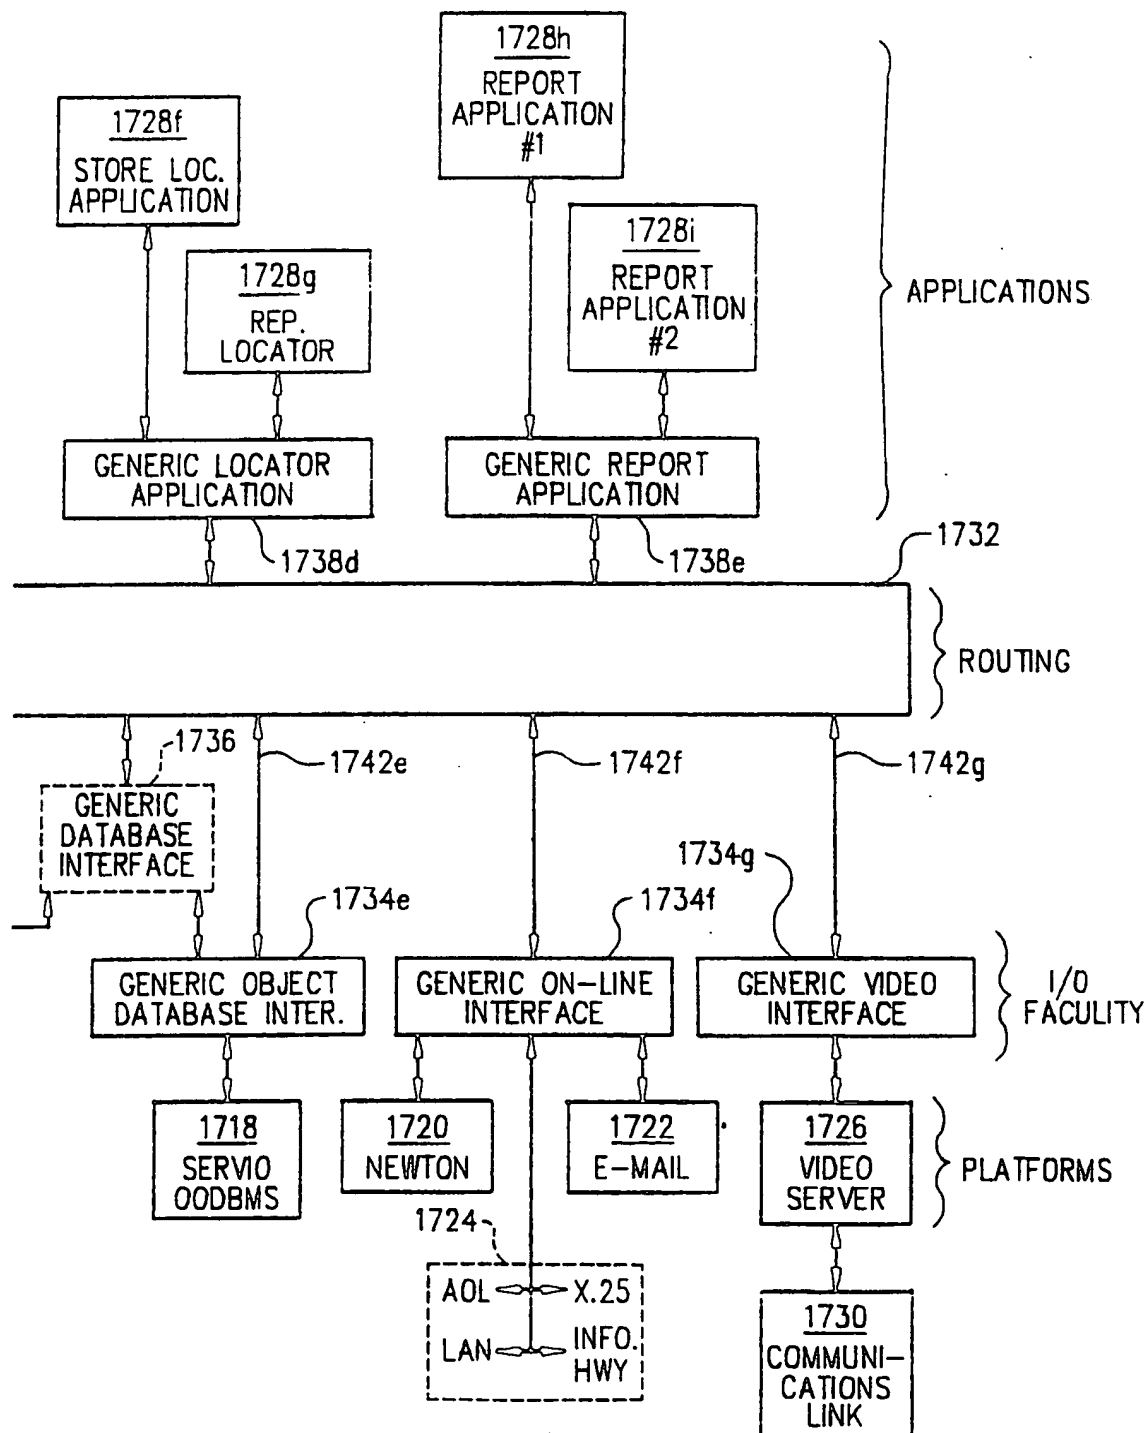 1728h
REPORT
APPLICATION
#1
1728f
STORE LOC.
APPLICATION
1728i
REPORT
APPLICATION
#2
1728g
REP.
LOCATOR
APPLICATIONS
GENERIC LOCATOR
APPLICATION
GENERIC REPORT
APPLICATION
1738d
1738e
1732
ROUTING
1736
1742e
1742f
1742g
GENERIC
DATABASE
INTERFACE
1734e
1734f
1734g
GENERIC OBJECT
DATABASE INTER.
GENERIC ON-LINE
INTERFACE
GENERIC VIDEO
INTERFACE
I/O
FACULITY
1718
SERVIO
OODBMS
1720
NEWTON
1722
E-MAIL
1726
VIDEO
SERVER
PLATFORMS
1724
AOL
X.25
LAN
INFO.
HWY
1730
COMMUNI-
CATIONS
LINK